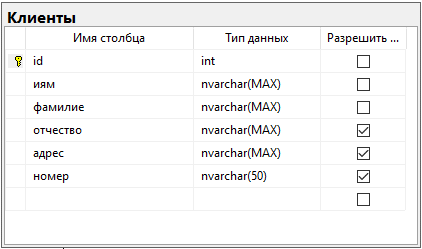 Клиенты
Имя столбца Тип данных Разрешить ...
id int
иям nvarchar(MAX)
фамилие nvarchar(MAX)
отчество nvarchar(MAX)
адрес nvarchar(MAX)
номер nvarchar(50)